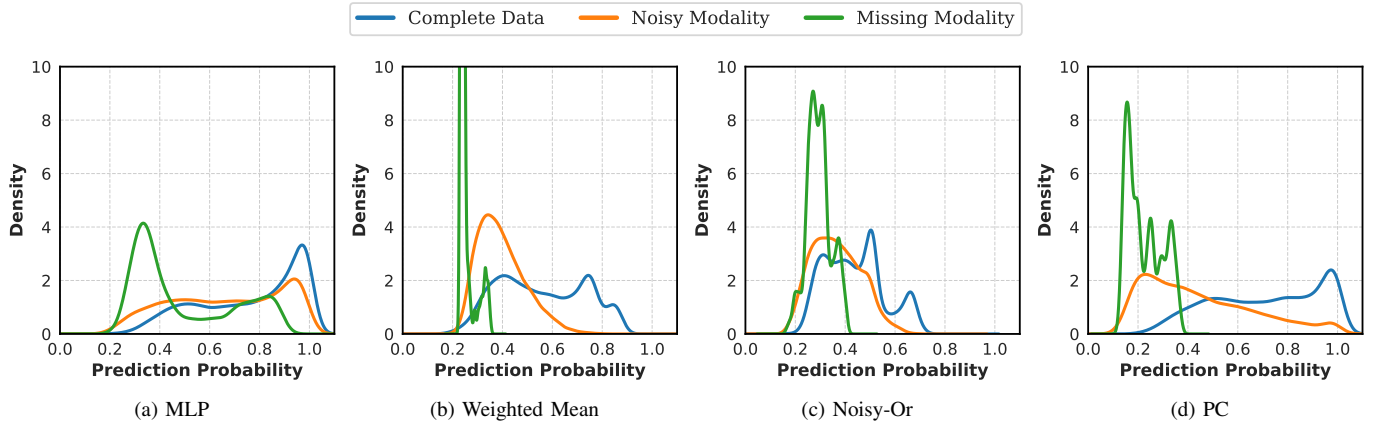 Complete Data Noisy Modality Missing Modality
10 10 10 10
8 8 8 8
6 6 6 6
4 4 4 4
2 2 2 2
0 0 0 0
Density Density Density Density
0.0 0.2 0.4 0.6 0.8 1.0 0.0 0.2 0.4 0.6 0.8 1.0 0.0 0.2 0.4 0.6 0.8 1.0 0.0 0.2 0.4 0.6 0.8 1.0
Prediction Probability Prediction Probability Prediction Probability Prediction Probability
(a) MLP (b) Weighted Mean (c) Noisy-Or (d) PC